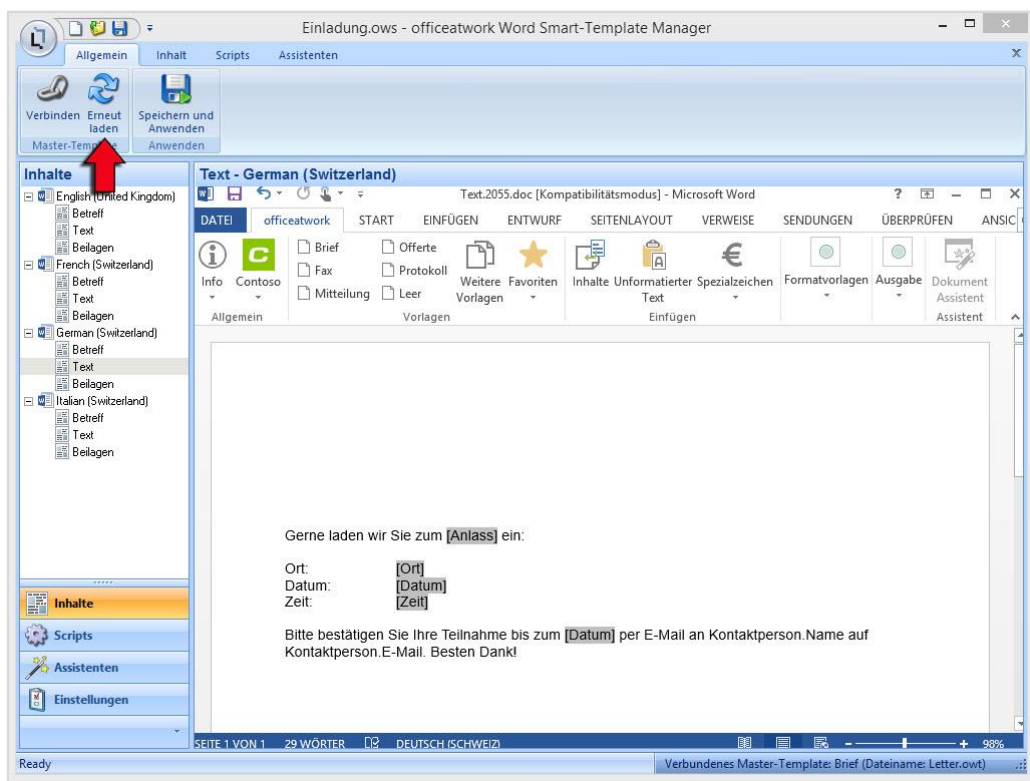 Einladung.ows - officeatwork Word Smart-Template Manager
Allgemein Inhalt Scripts Assistenten
Verbinden Erneut laden Speichern und Anwenden
Master-Template Anwenden
Inhalte
English (United Kingdom)
Betreff
Text
Beilagen
French (Switzerland)
Betreff
Text
Beilagen
German (Switzerland)
Betreff
Text
Beilagen
Italian (Switzerland)
Betreff
Text
Beilagen
Inhalte
Scripts
Assistenten
Einstellungen
Text - German (Switzerland)
Text.2055.doc [Kompatibilitätsmodus] - Microsoft Word
DATEI officeatwork START EINFÜGEN ENTWURF SEITENLAYOUT VERWEISE SENDUNGEN ÜBERPRÜFEN ANSIC
Info Contoso
Brief Offerte
Fax Protokoll
Mitteilung Leer
Weitere Vorlagen Favoriten
Inhalte Unformatierter Text Spezialzeichen
Formatvorlagen Ausgabe Dokument Assistent
Allgemein Vorlagen Einfügen Assistent
Gerne laden wir Sie zum [Anlass] ein:
Ort: [Ort]
Datum: [Datum]
Zeit: [Zeit]
Bitte bestätigen Sie Ihre Teilnahme bis zum [Datum] per E-Mail an Kontaktperson.Name auf
Kontaktperson.E-Mail. Besten Dank!
SEITE 1 VON 1 29 WÖRTER DEUTSCH (SCHWEIZ) 98%
Ready Verbundenes Master-Template: Brief (Dateiname: Letter.owt)